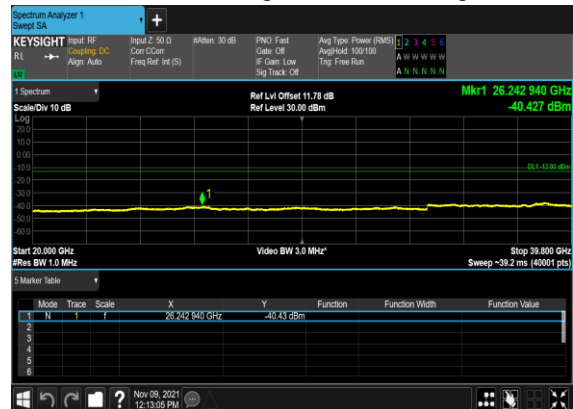 Spectrum Analyzer 1
Swept SA
KEYSIGHT Input: RF Input Z: 50 Ω #Atten: 30 dB PNO: Fast Avg Type: Power (RMS) 1 2 3 4 5 6
RL Coupling: DC Corr CCorr Gate: Off Avg|Hold: 100/100 A W W W W W
Align: Auto Freq Ref: Int (S) IF Gain: Low Trig: Free Run
Sig Track: Off A N N N N N
LXI
1 Spectrum Ref Lvl Offset 11.78 dB Mkr1 26.242 940 GHz
Scale/Div 10 dB Ref Level 30.00 dBm -40.427 dBm
Log
20.0
10.0
0.00
-10.0 DL1 -13.00 dBm
-20.0
-30.0
1
-40.0
-50.0
-60.0
Start 20.000 GHz Video BW 3.0 MHz* Stop 39.800 GHz
#Res BW 1.0 MHz Sweep ~39.2 ms (40001 pts)
5 Marker Table
Mode Trace Scale X Y Function Function Width Function Value
1 N 1 f 26.242 940 GHz -40.43 dBm
2
3
4
5
6
? Nov 09, 2021
12:13:05 PM